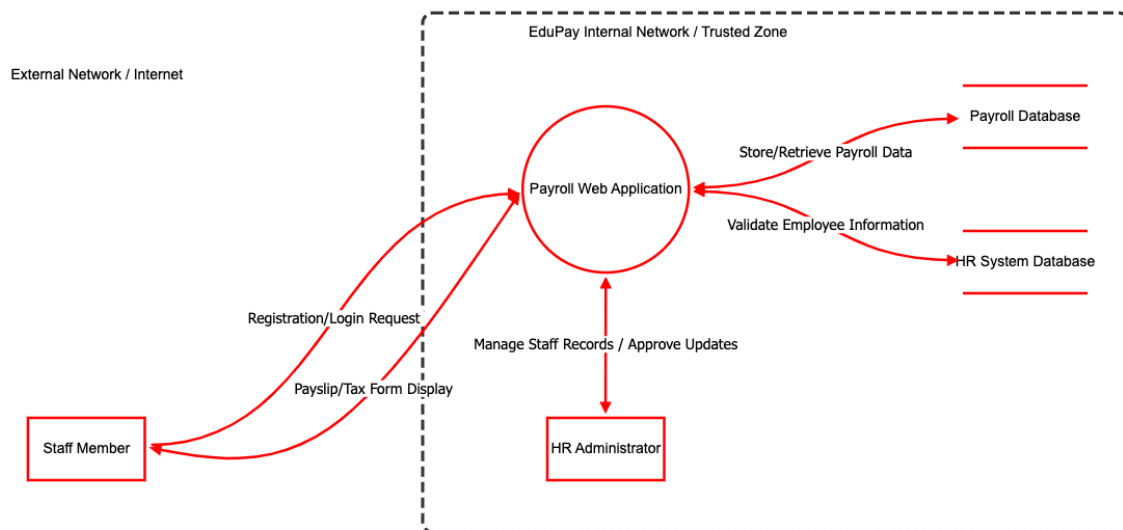 EduPay Internal Network / Trusted Zone
External Network / Internet
Payroll Database
Store/Retrieve Payroll Data
Payroll Web Application
Validate Employee Information
HR System Database
Registration/Login Request
Manage Staff Records / Approve Updates
Payslip/Tax Form Display
Staff Member
HR Administrator